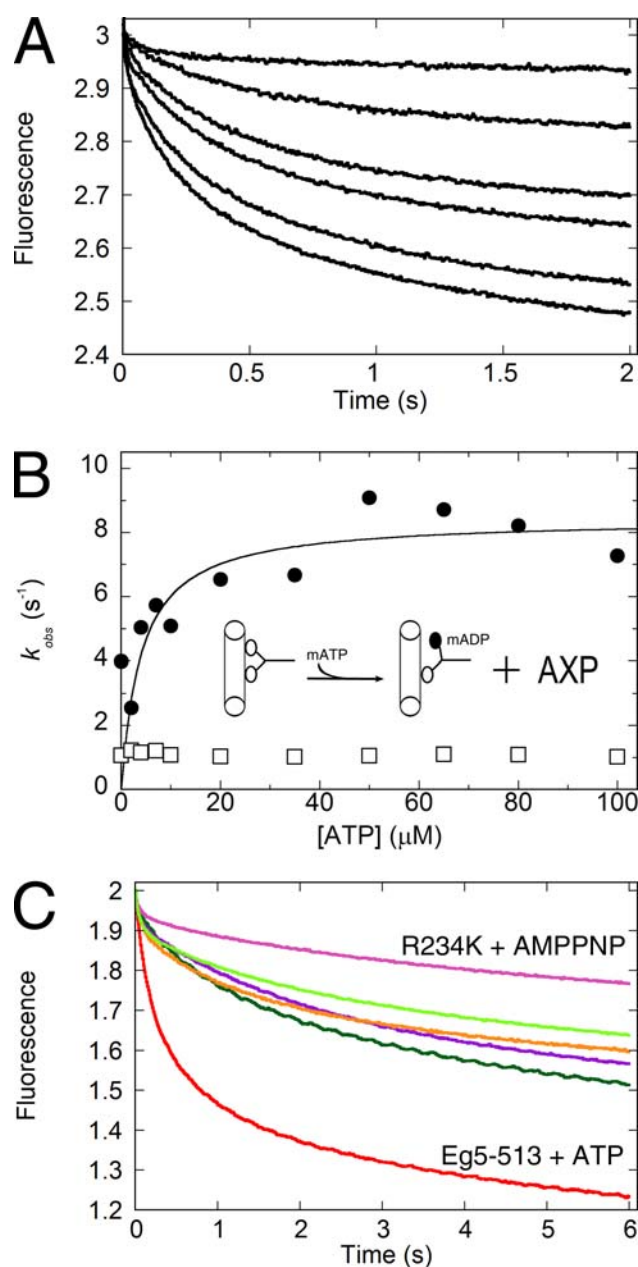 A
3
2.9
2.8
2.7
2.6
2.5
2.4
Fluorescence
0 0.5 1 1.5 2
Time (s)
B
10
8
6
4
2
0
k obs (s⁻¹)
mATP mADP + AXP
0 20 40 60 80 100
[ATP] (μM)
C
2
1.9
1.8
1.7
1.6
1.5
1.4
1.3
1.2
Fluorescence
R234K + AMPPNP
Eg5-513 + ATP
0 1 2 3 4 5 6
Time (s)